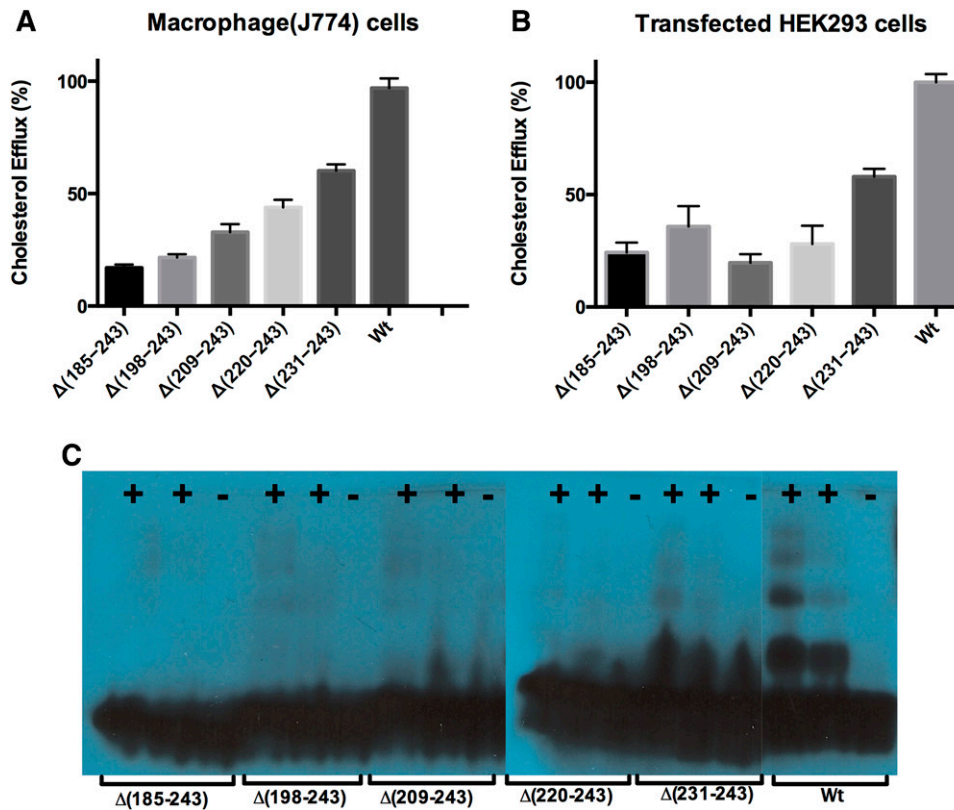 A
Macrophage(J774) cells
Cholesterol Efflux (%)
100
50
0
Δ(185–243)
Δ(198–243)
Δ(209–243)
Δ(220–243)
Δ(231–243)
Wt
B
Transfected HEK293 cells
Cholesterol Efflux (%)
100
50
0
Δ(185–243)
Δ(198–243)
Δ(209–243)
Δ(220–243)
Δ(231–243)
Wt
C
+ + - + + - + + - + + - + + - + + -
Δ(185-243) Δ(198-243) Δ(209-243) Δ(220-243) Δ(231-243) Wt